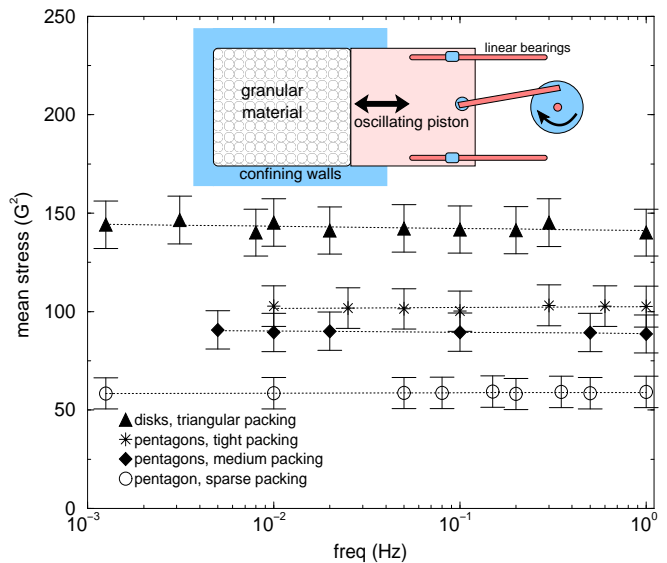 250
200
150
100
50
0
mean stress (G²)
10⁻³
10⁻²
10⁻¹
10⁰
freq (Hz)
granular
material
confining walls
oscillating piston
linear bearings
disks, triangular packing
pentagons, tight packing
pentagons, medium packing
pentagon, sparse packing